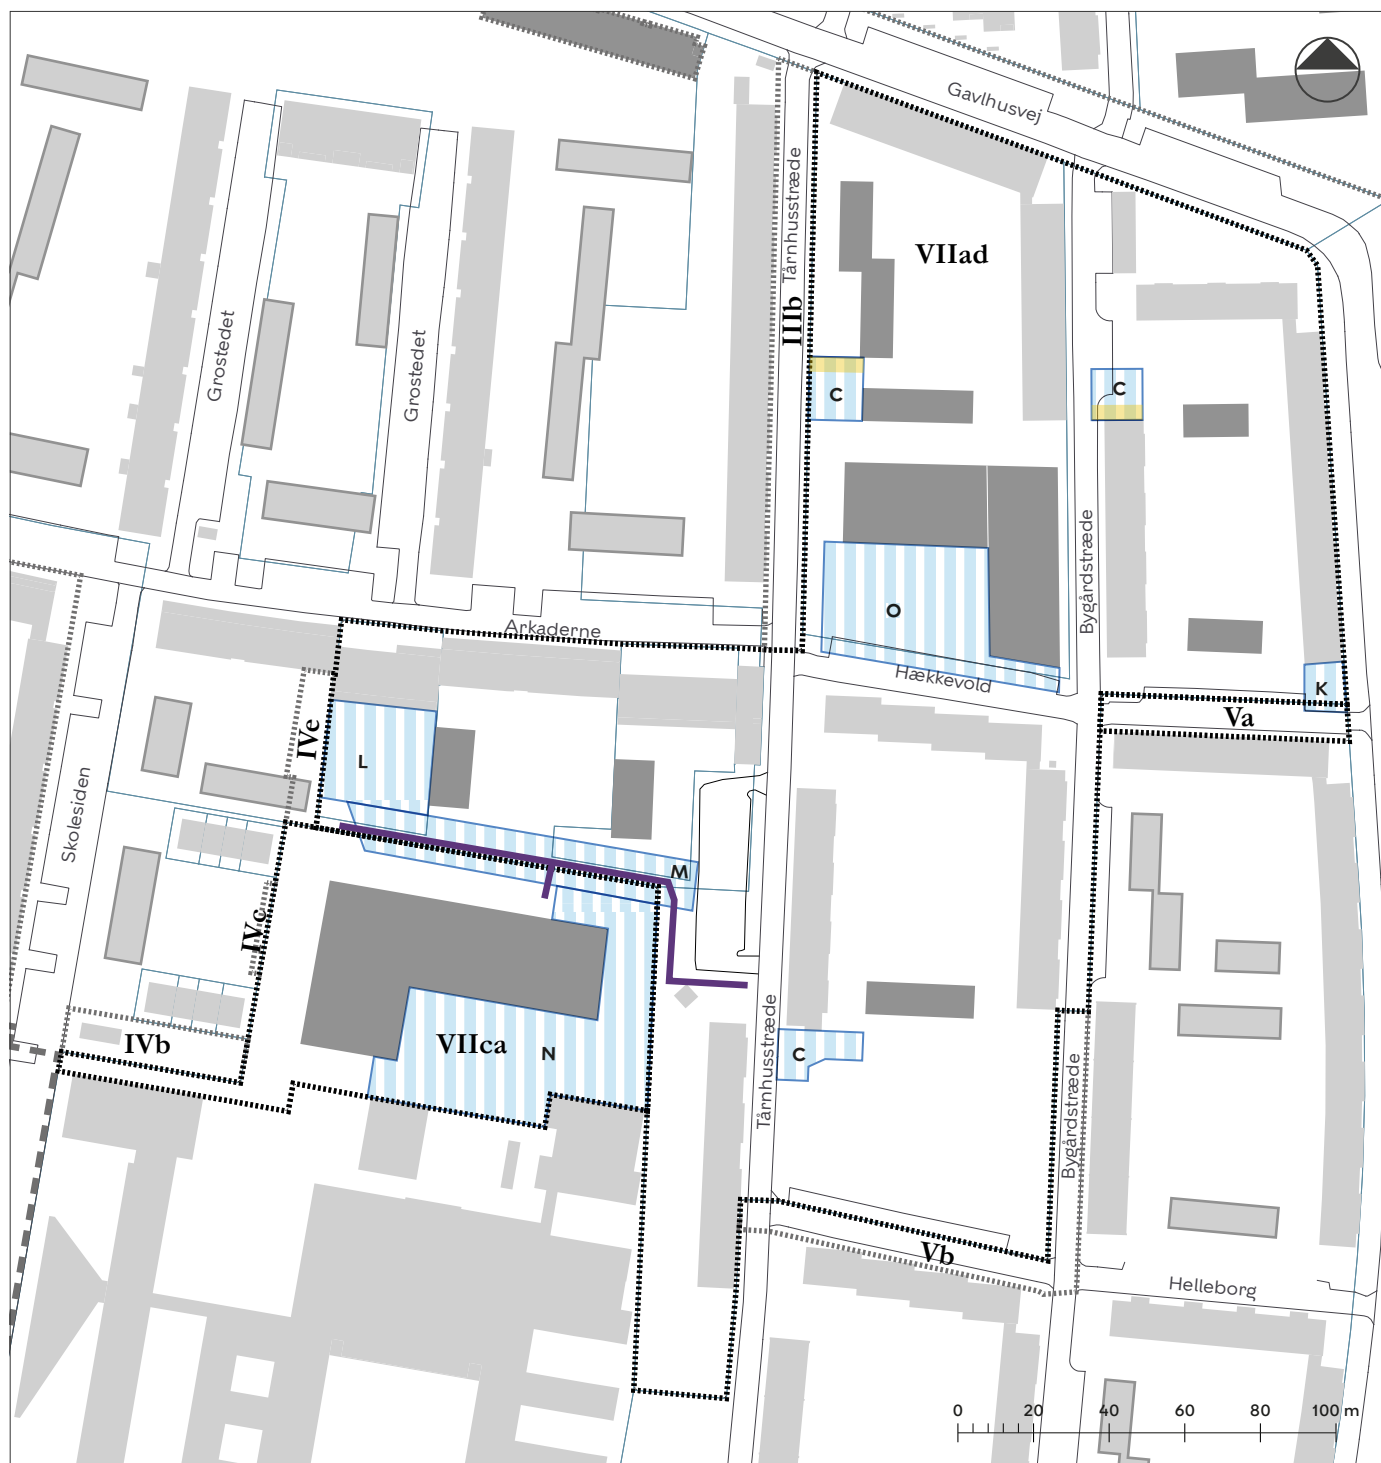 Gavlhusvej
Tårnhusstræde
VIIad
IIIb
Grostedet
Grostedet
C
C
Bygårdstræde
O
Arkaderne
Hækkevold
K
Va
IVe
L
Skolesiden
M
IVc
IVb
VIIca
N
Tårnhusstræde
C
Bygårdstræde
Vb
Helleborg
0 20 40 60 80 100 m